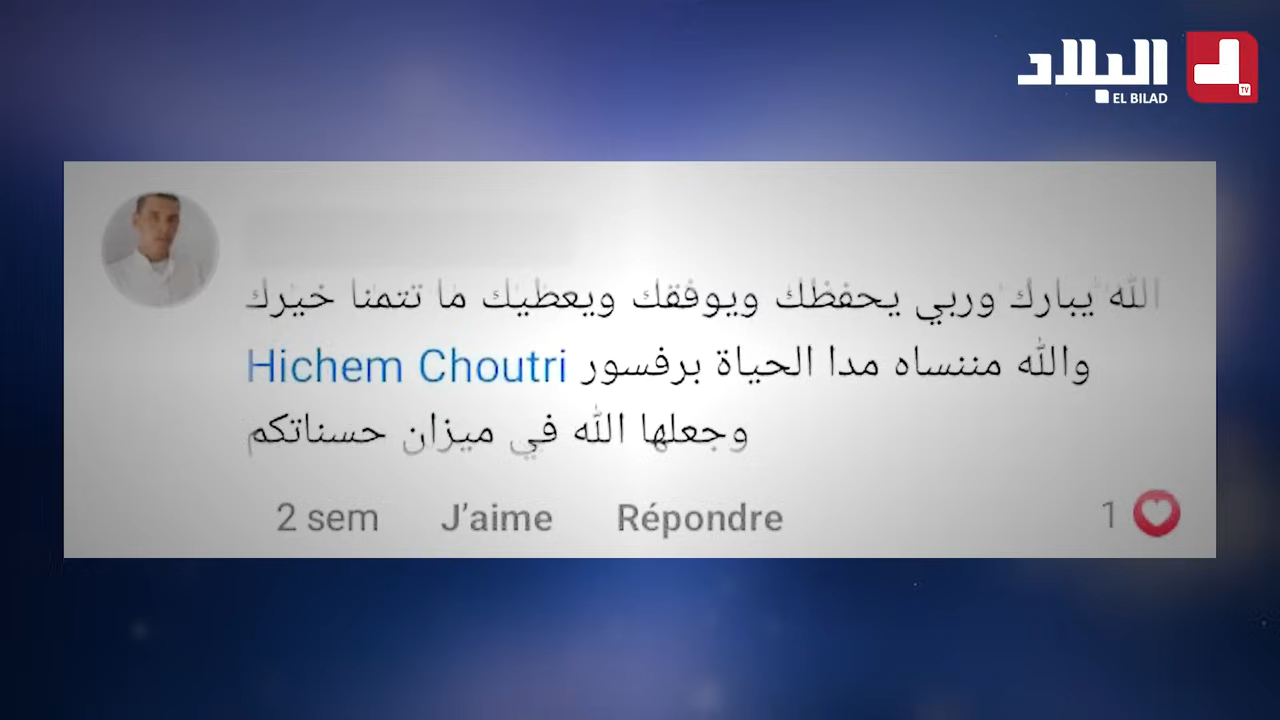 البلاد
EL BILAD
TV
الله يبارك وربي يحفظك ويوفقك ويعطيك ما تتمنا خيرك
والله مننساه مدا الحياة برفسور Hichem Choutri
وجعلها الله في ميزان حسناتكم
2 sem J'aime Répondre 1